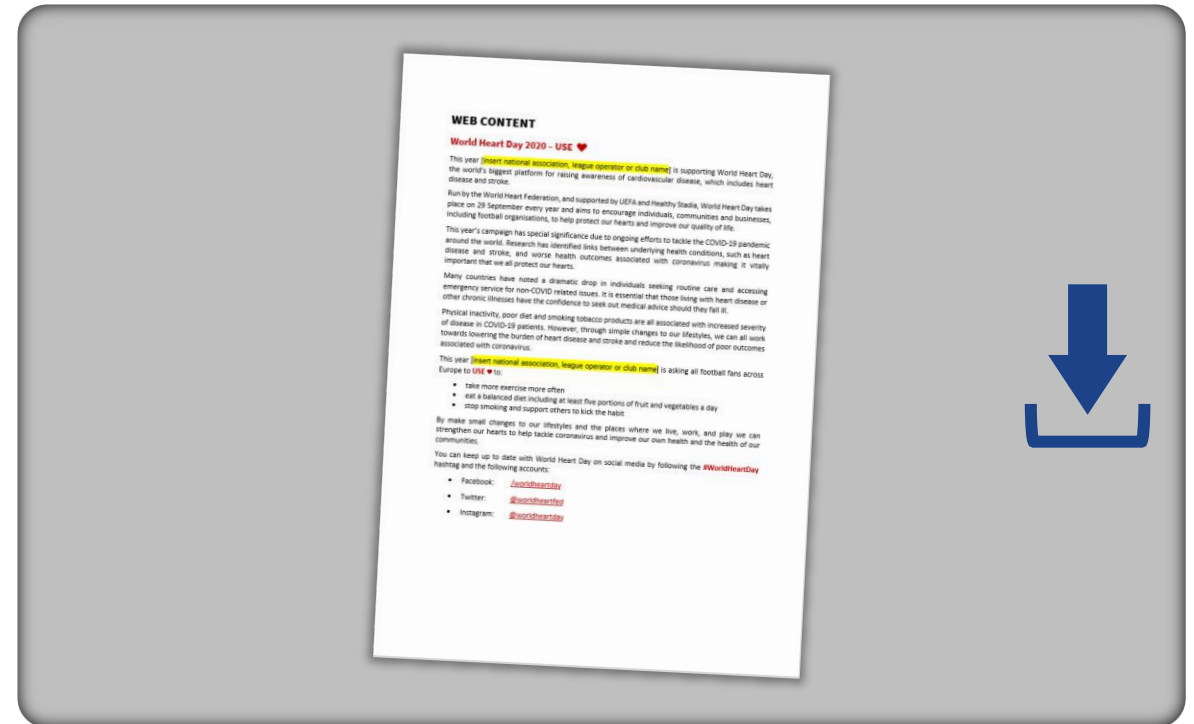 WEB CONTENT
World Heart Day 2020 – USE ♥
This year [insert national association, league operator or club name] is supporting World Heart Day,
the world's biggest platform for raising awareness of cardiovascular disease, which includes heart
disease and stroke.
Run by the World Heart Federation, and supported by UEFA and Healthy Stadia, World Heart Day takes
place on 29 September every year and aims to encourage individuals, communities and businesses,
including football organisations, to help protect our hearts and improve our quality of life.
This year's campaign has special significance due to ongoing efforts to tackle the COVID-19 pandemic
around the world. Research has identified links between underlying health conditions, such as heart
disease and stroke, and worse health outcomes associated with coronavirus making it vitally
important that we all protect our hearts.
Many countries have noted a dramatic drop in individuals seeking routine care and accessing
emergency service for non-COVID related issues. It is essential that those living with heart disease or
other chronic illnesses have the confidence to seek out medical advice should they fall ill.
Physical inactivity, poor diet and smoking tobacco products are all associated with increased severity
of disease in COVID-19 patients. However, through simple changes to our lifestyles, we can all work
towards lowering the burden of heart disease and stroke and reduce the likelihood of poor outcomes
associated with coronavirus.
This year [insert national association, league operator or club name] is asking all football fans across
Europe to USE ♥ to:
• take more exercise more often
• eat a balanced diet including at least five portions of fruit and vegetables a day
• stop smoking and support others to kick the habit
By make small changes to our lifestyles and the places where we live, work, and play we can
strengthen our hearts to help tackle coronavirus and improve our own health and the health of our
communities.
You can keep up to date with World Heart Day on social media by following the #WorldHeartDay
hashtag and the following accounts:
• Facebook: /worldheartday
• Twitter: @worldheartfed
• Instagram: @worldheartday